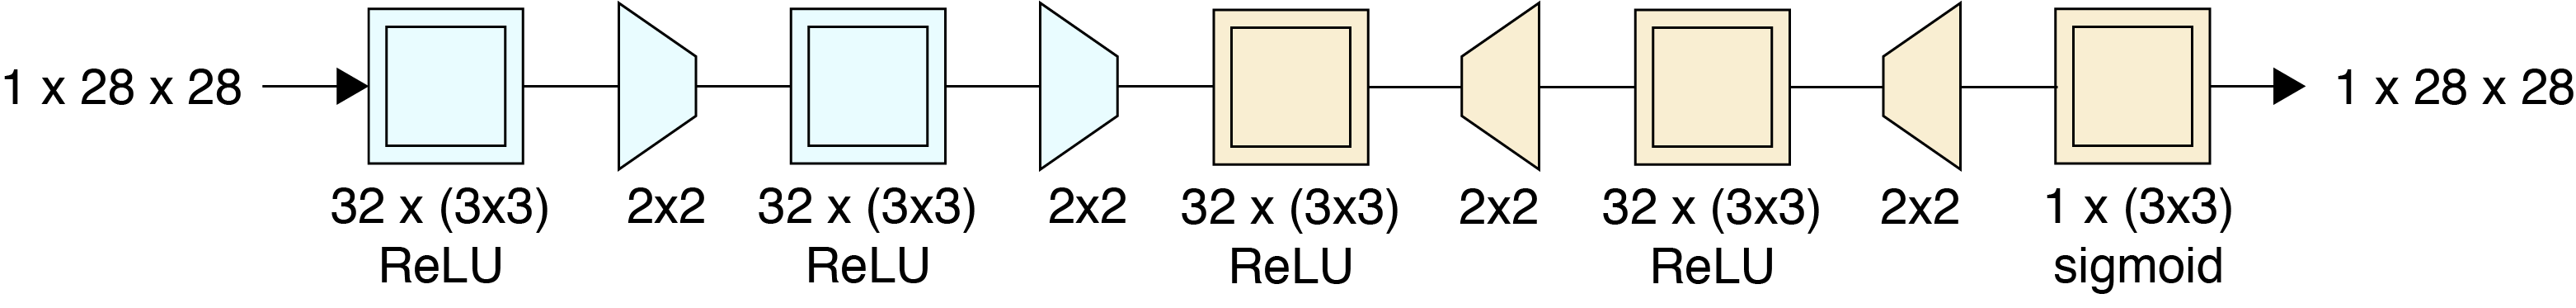 1 x 28 x 28
1 x 28 x 28
32 x (3x3)
2x2
32 x (3x3)
2x2
32 x (3x3)
2x2
32 x (3x3)
2x2
1 x (3x3)
ReLU
ReLU
ReLU
ReLU
sigmoid